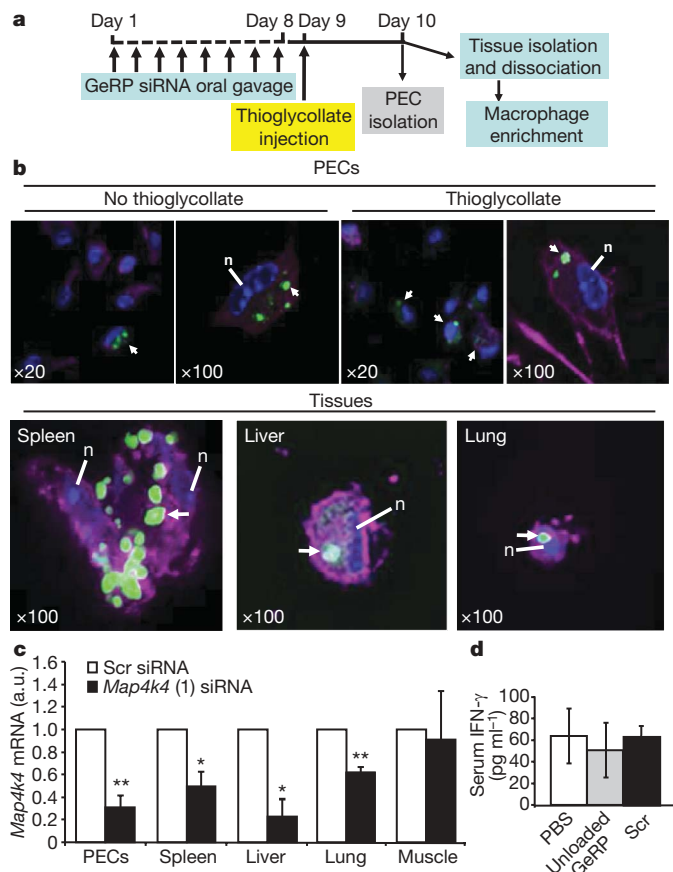 a
Day 1 Day 8 Day 9 Day 10
GeRP siRNA oral gavage
Thioglycollate
injection
PEC
isolation
Tissue isolation
and dissociation
Macrophage
enrichment
b
PECs
No thioglycollate Thioglycollate
n n
×20 ×100 ×20 ×100
Tissues
Spleen Liver Lung
n n n n
×100 ×100 ×100
c
Map4k4 mRNA (a.u.)
1.6
1.4
1.2
1.0
0.8
0.6
0.4
0.2
0
Scr siRNA
Map4k4 (1) siRNA
** * * **
PECs Spleen Liver Lung Muscle
d
Serum IFN-γ
(pg ml⁻¹)
100
80
60
40
20
0
PBS
Unloaded
GeRP
Scr